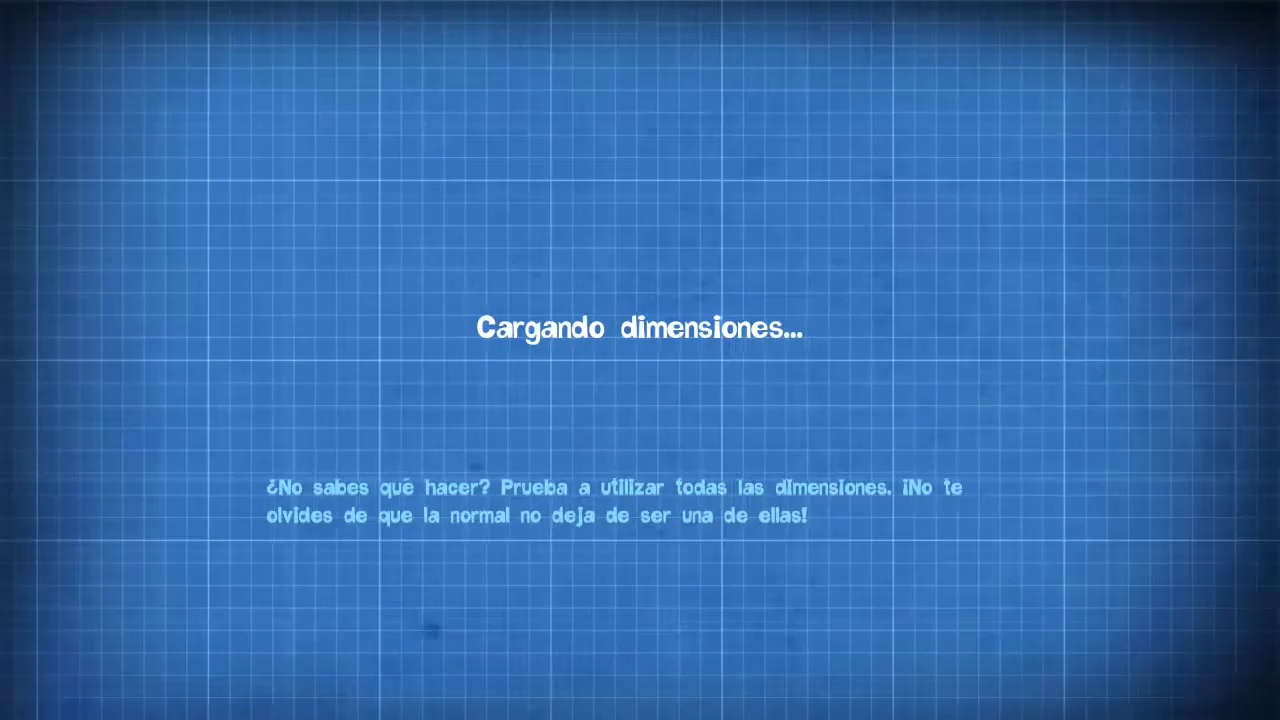 Cargando dimensiones...
¿No sabes qué hacer? Prueba a utilizar todas las dimensiones. ¡No te
olvides de que la normal no deja de ser una de ellas!